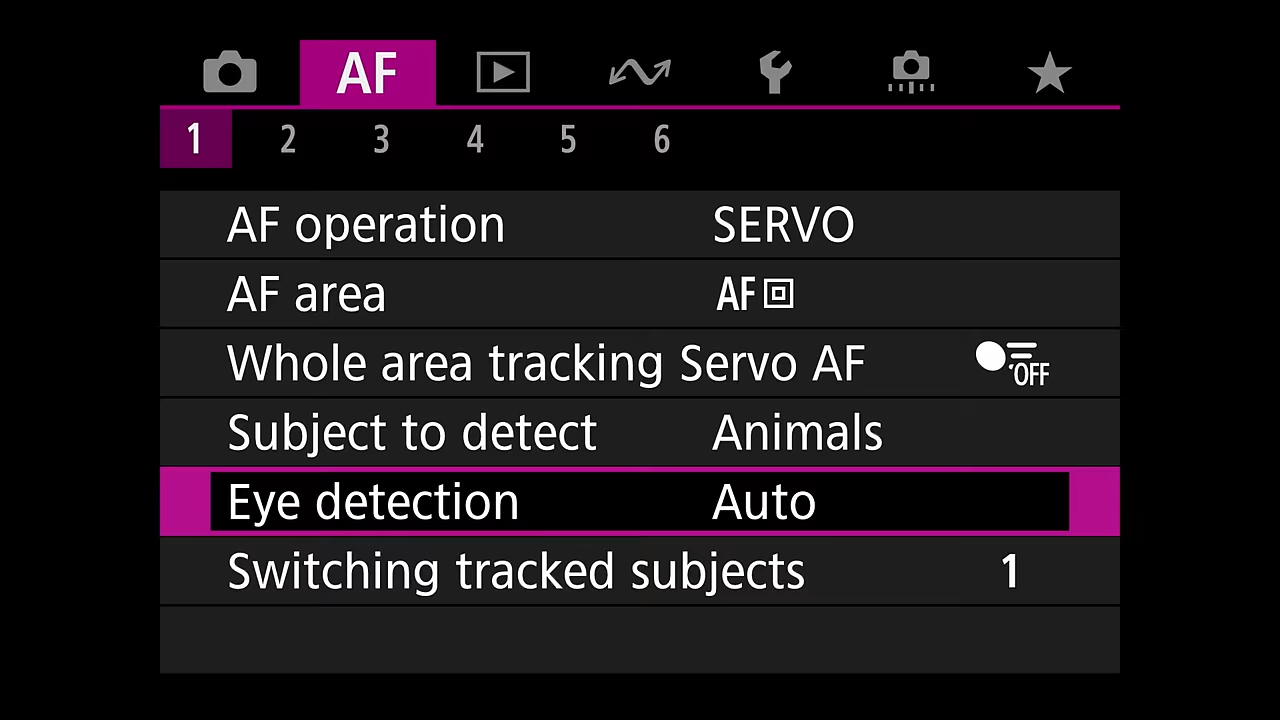 AF
1 2 3 4 5 6
AF operation SERVO
AF area AF
Whole area tracking Servo AF OFF
Subject to detect Animals
Eye detection Auto
Switching tracked subjects 1